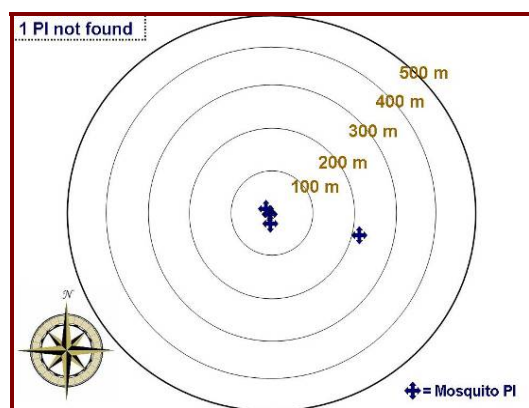 1 PI not found
500 m
400 m
300 m
200 m
100 m
N
= Mosquito PI